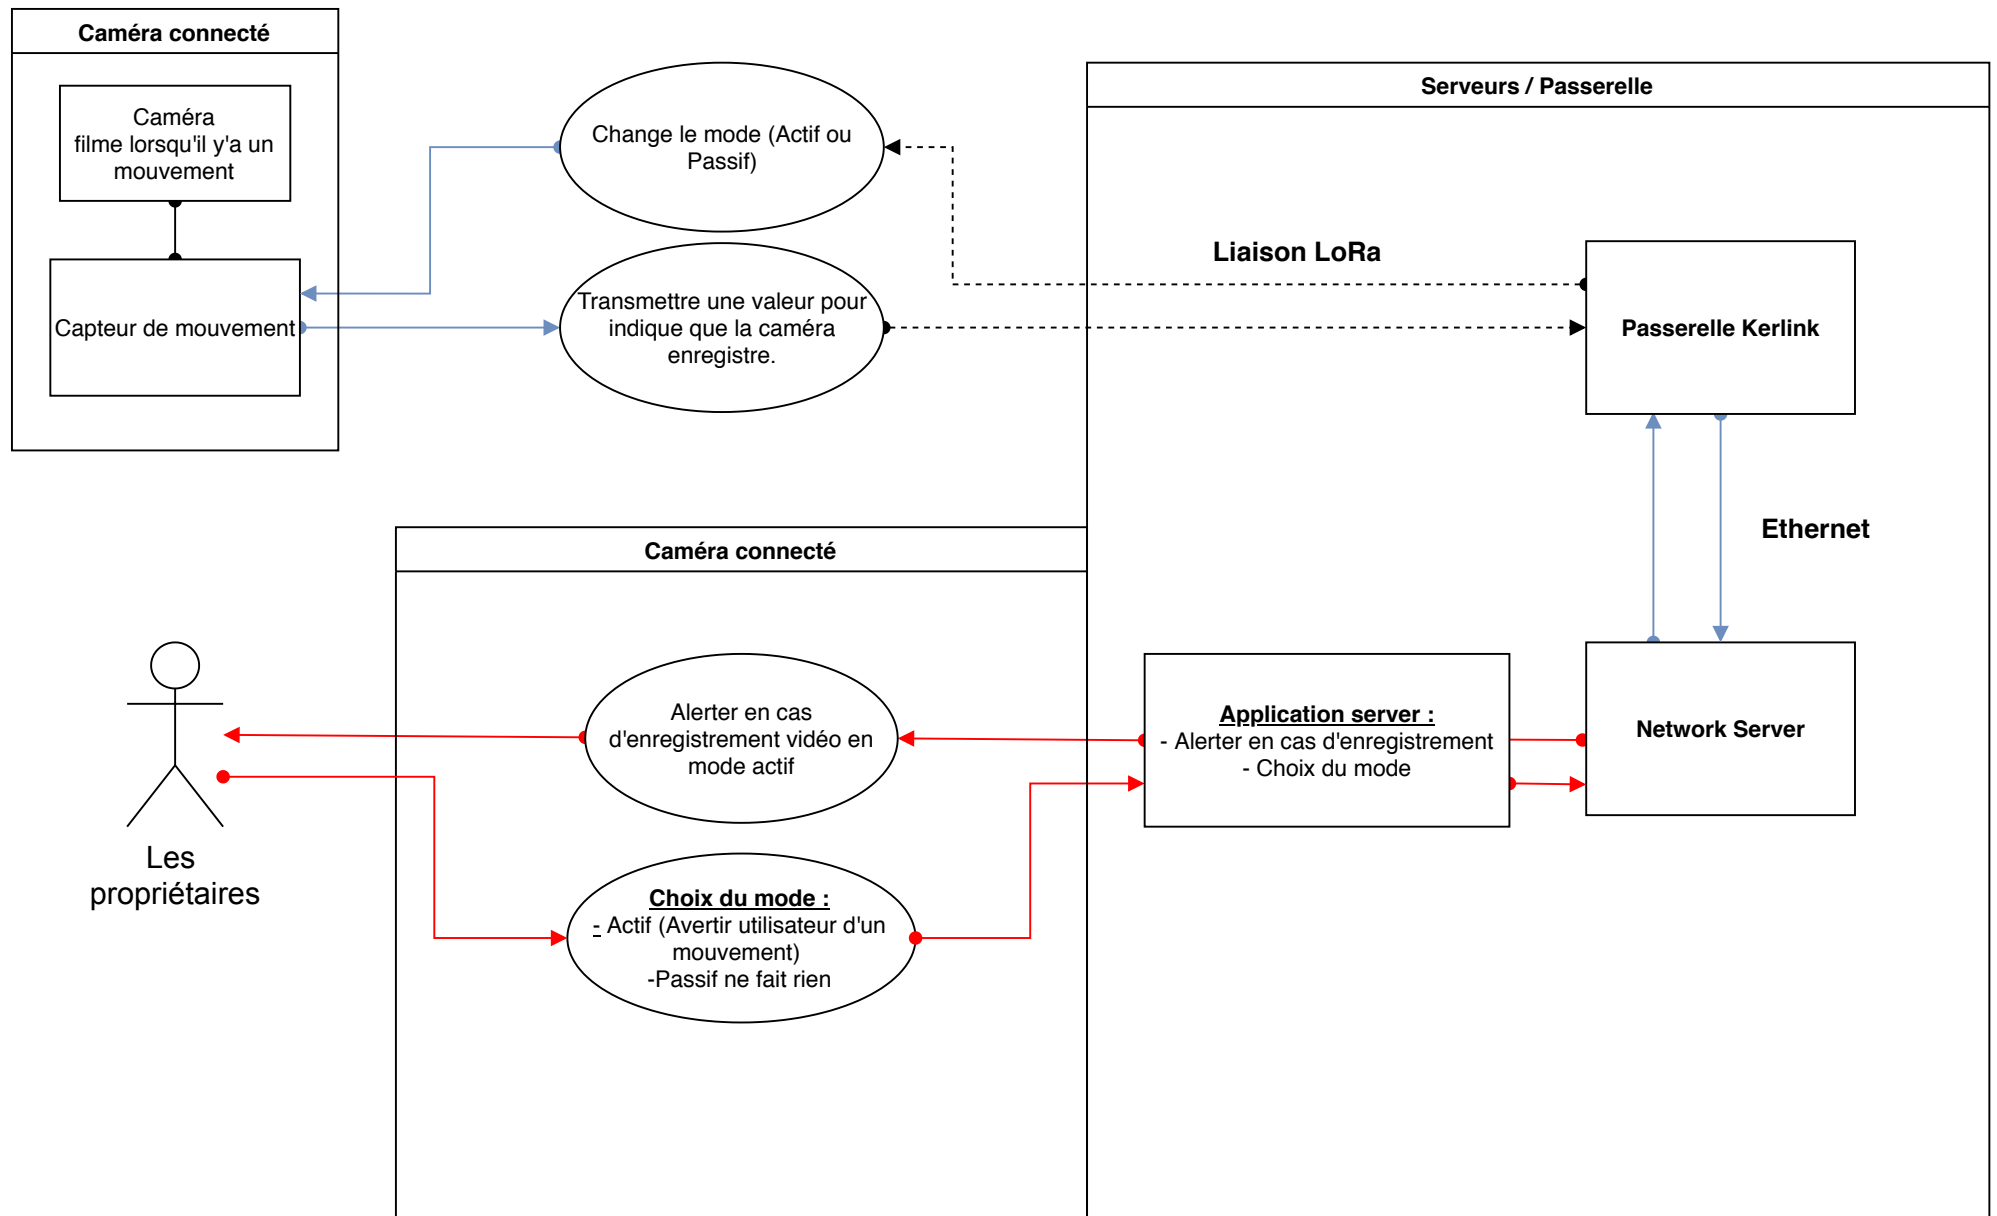 Caméra connecté
Caméra
filme lorsqu'il y'a un
mouvement
Capteur de mouvement
Change le mode (Actif ou
Passif)
Transmettre une valeur pour
indique que la caméra
enregistre.
Serveurs / Passerelle
Liaison LoRa
Passerelle Kerlink
Ethernet
Network Server
Application server :
- Alerter en cas d'enregistrement
- Choix du mode
Caméra connecté
Alerter en cas
d'enregistrement vidéo en
mode actif
Choix du mode :
- Actif (Avertir utilisateur d'un
mouvement)
-Passif ne fait rien
Les
propriétaires